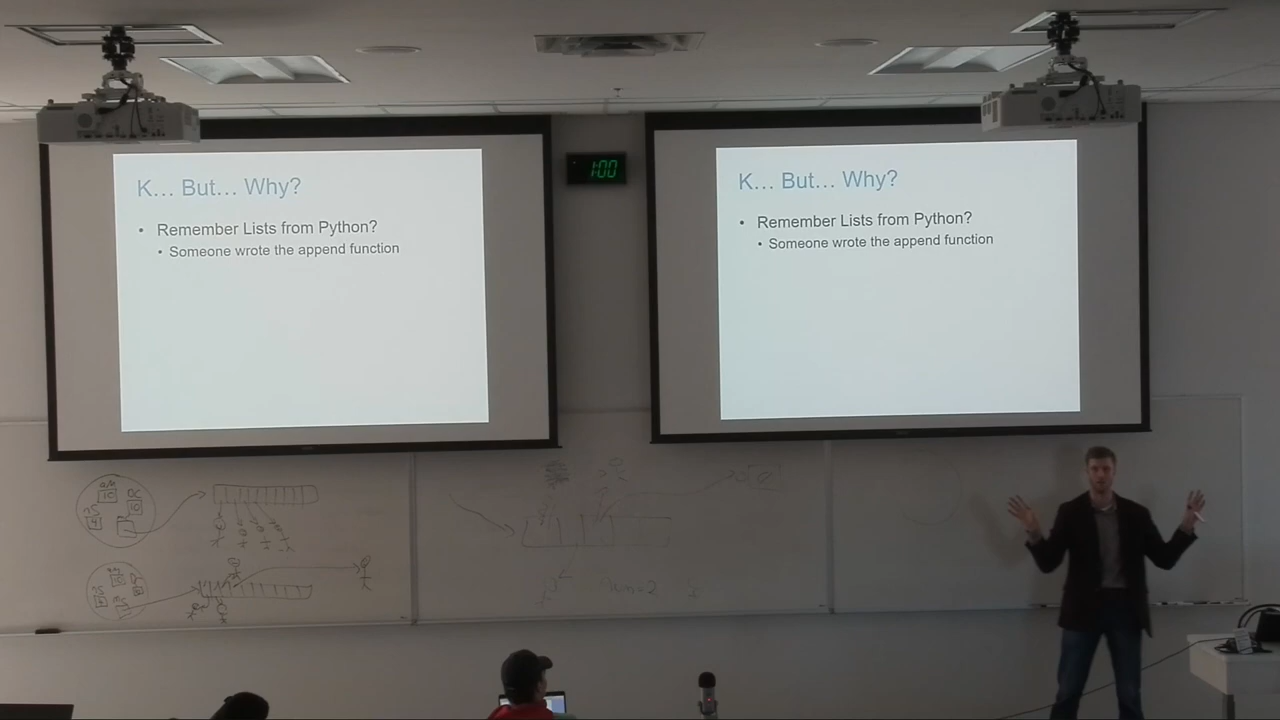 K... But... Why?
• Remember Lists from Python?
• Someone wrote the append function
1:00
K... But... Why?
• Remember Lists from Python?
• Someone wrote the append function